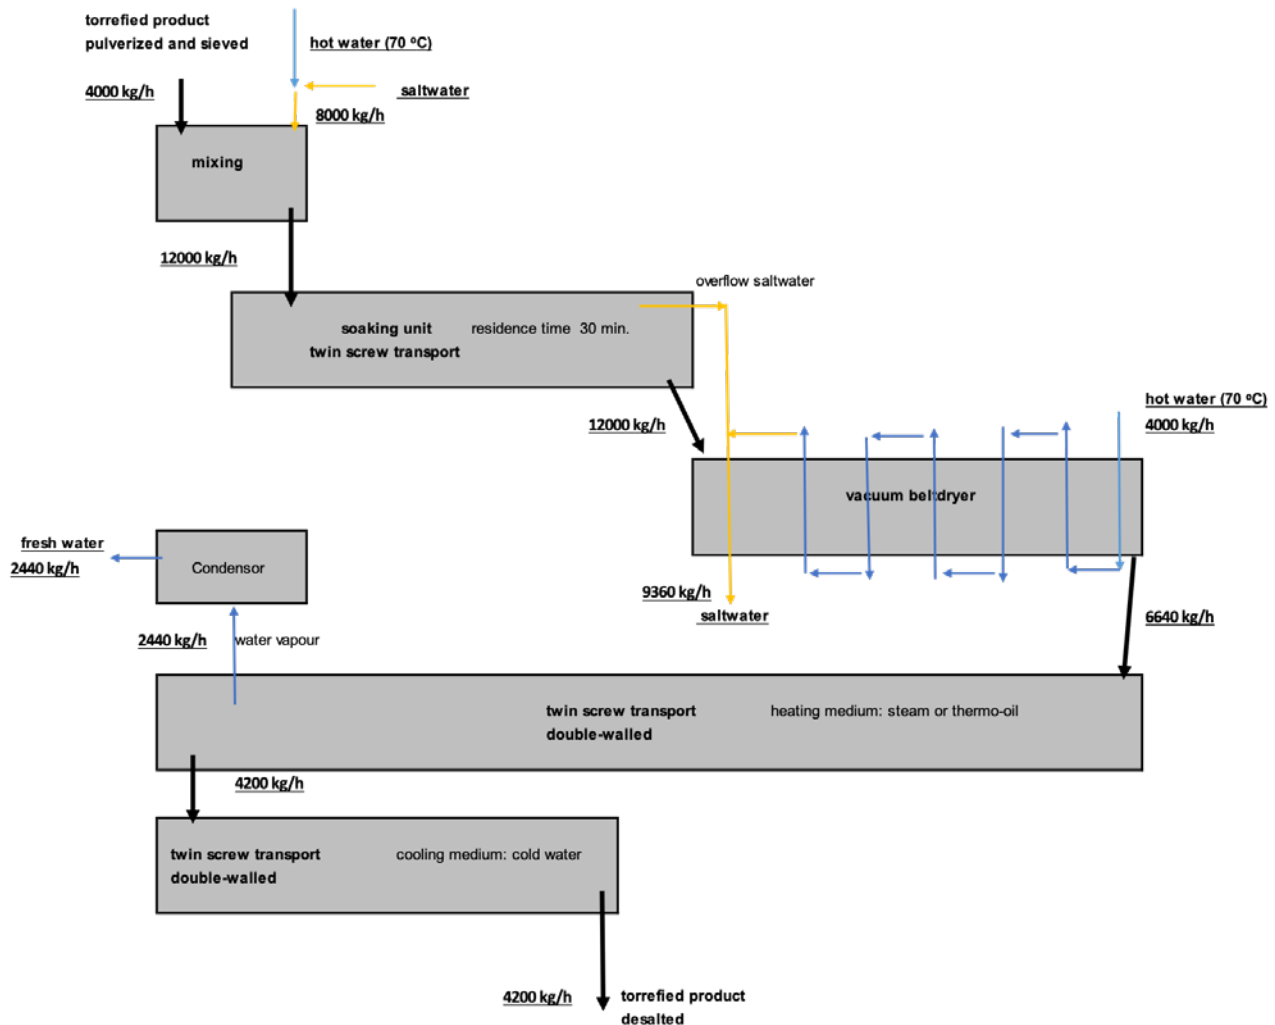 torrefied product
pulverized and sieved
hot water (70 ºC)
4000 kg/h
saltwater
8000 kg/h
mixing
12000 kg/h
overflow saltwater
soaking unit residence time 30 min.
twin screw transport
hot water (70 ºC)
4000 kg/h
12000 kg/h
vacuum beltdryer
fresh water
2440 kg/h
Condensor
9360 kg/h
saltwater
6640 kg/h
2440 kg/h water vapour
twin screw transport heating medium: steam or thermo-oil
double-walled
4200 kg/h
twin screw transport cooling medium: cold water
double-walled
4200 kg/h torrefied product
desalted